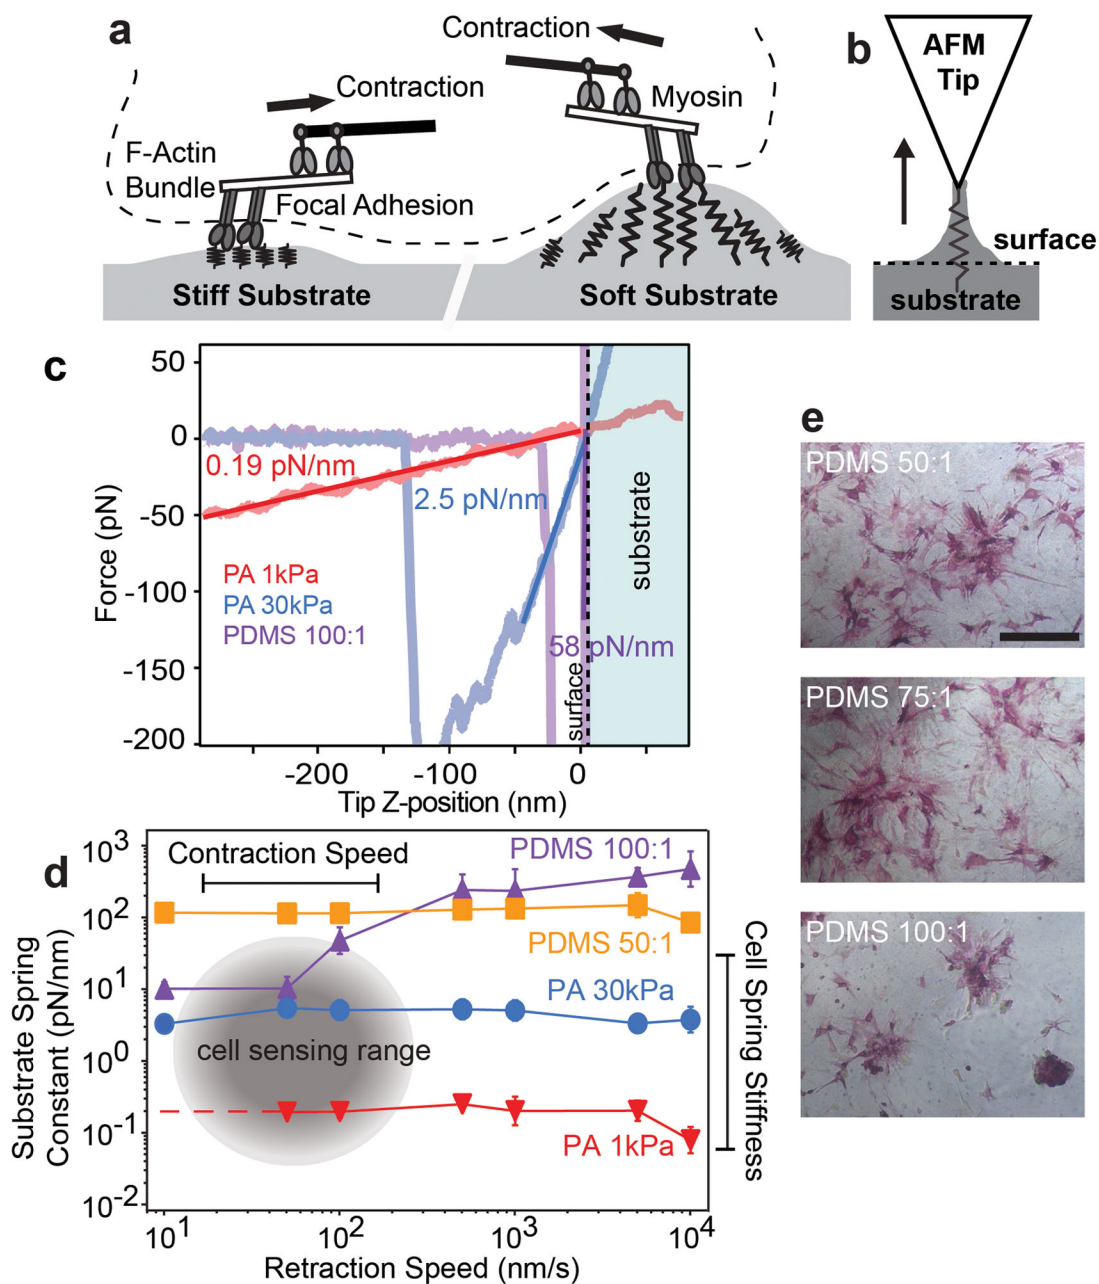 a
Contraction
Contraction
Myosin
F-Actin
Bundle
Focal Adhesion
Stiff Substrate
Soft Substrate
b
AFM
Tip
surface
substrate
c
50
0
-50
-100
-150
-200
Force (pN)
0.19 pN/nm
2.5 pN/nm
58 pN/nm
PA 1kPa
PA 30kPa
PDMS 100:1
surface
substrate
-200
-100
0
Tip Z-position (nm)
d
10³
10²
10¹
10⁰
10⁻¹
10⁻²
Substrate Spring
Constant (pN/nm)
Contraction Speed
PDMS 100:1
PDMS 50:1
PA 30kPa
cell sensing range
PA 1kPa
Cell Spring Stiffness
10¹
10²
10³
10⁴
Retraction Speed (nm/s)
e
PDMS 50:1
PDMS 75:1
PDMS 100:1